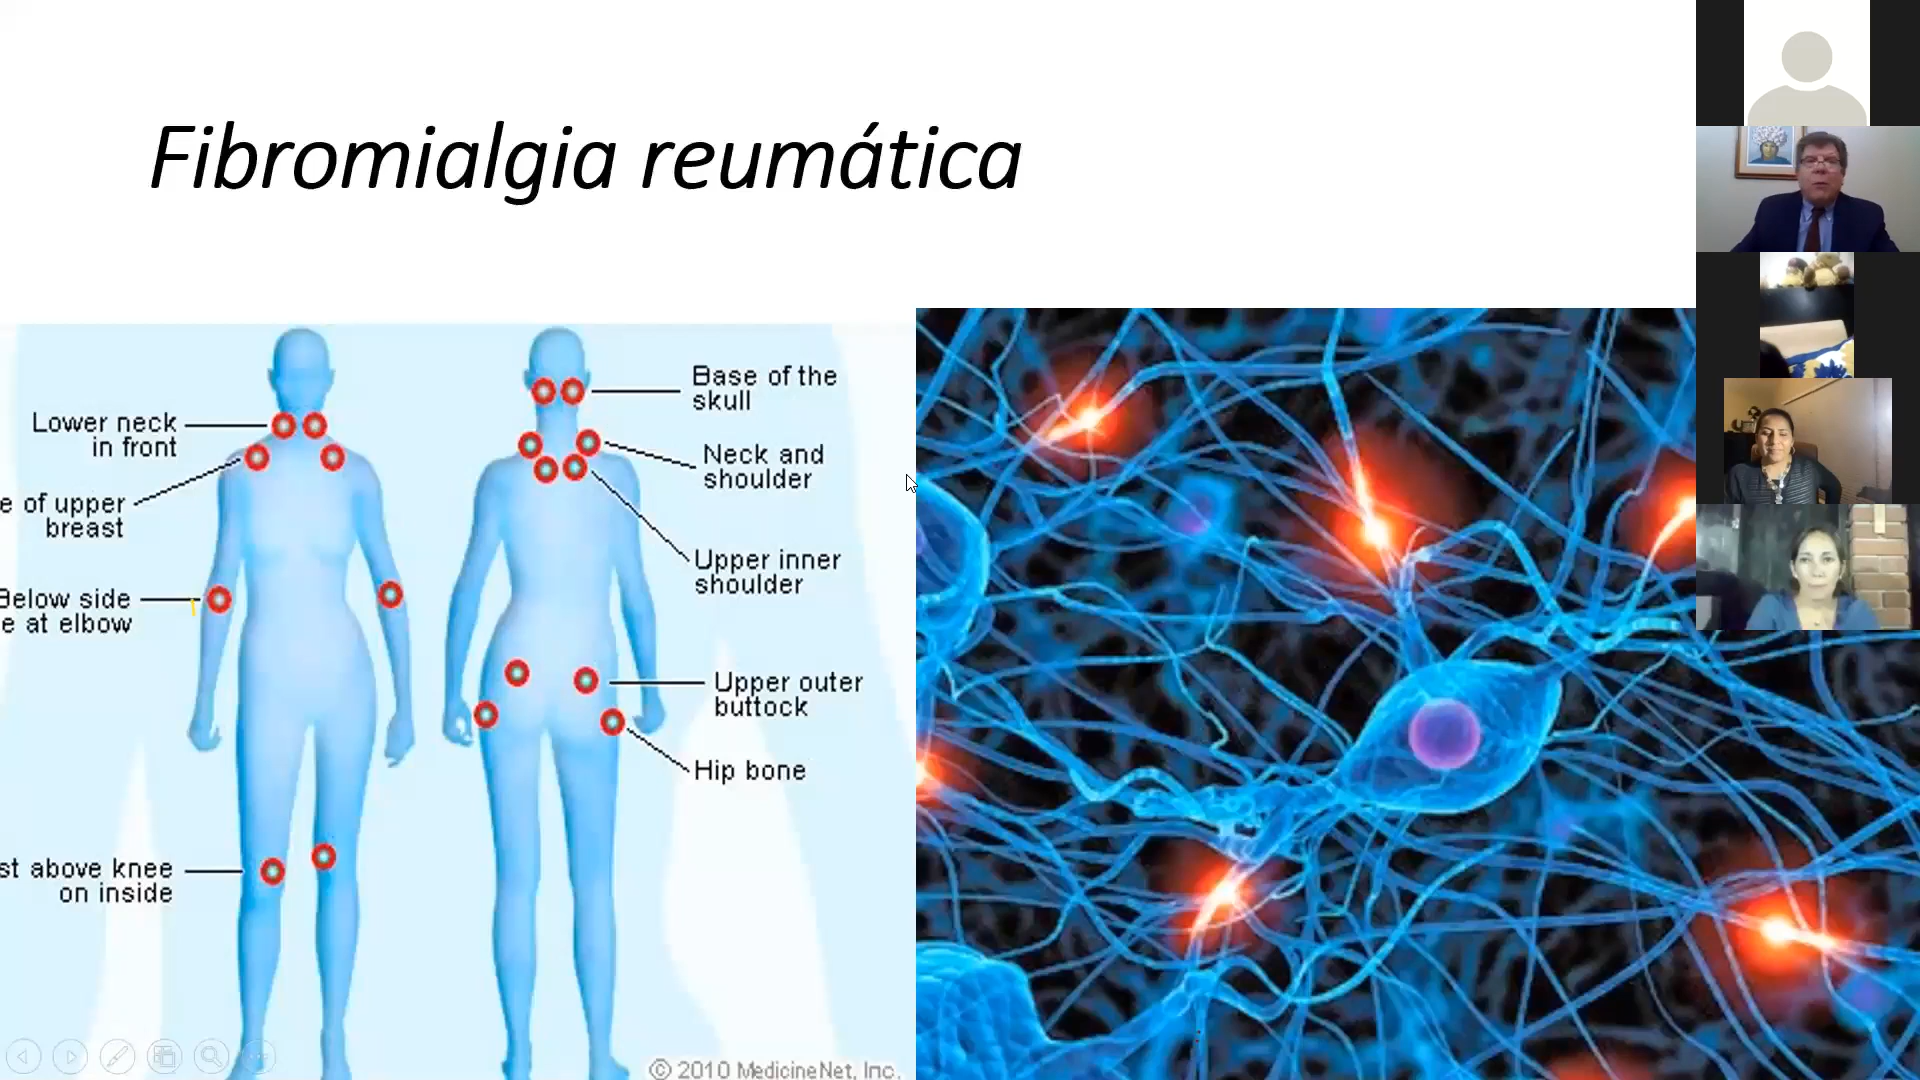 Fibromialgia reumática
Lower neck
in front
e of upper
breast
Below side
e at elbow
st above knee
on inside
Base of the
skull
Neck and
shoulder
Upper inner
shoulder
Upper outer
buttock
Hip bone
© 2010 MedicineNet, Inc.